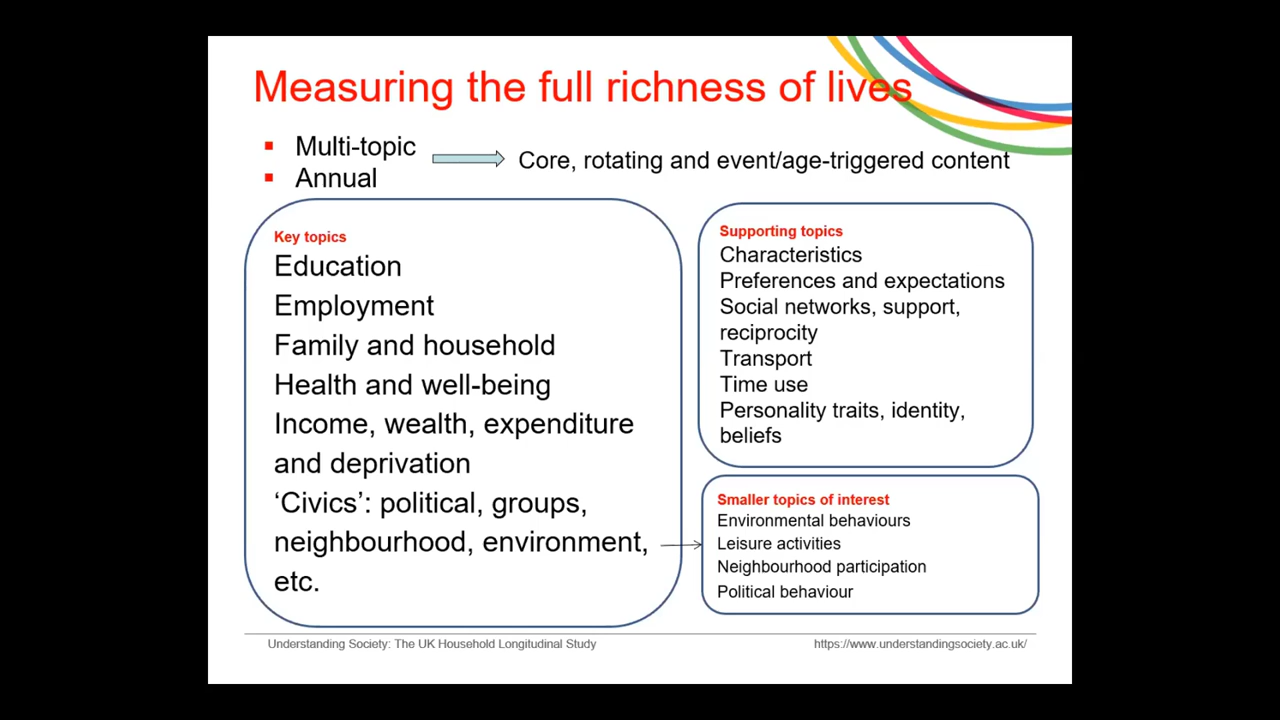 Measuring the full richness of lives
▪ Multi-topic
▪ Annual
Core, rotating and event/age-triggered content
Key topics
Education
Employment
Family and household
Health and well-being
Income, wealth, expenditure
and deprivation
‘Civics’: political, groups,
neighbourhood, environment,
etc.
Supporting topics
Characteristics
Preferences and expectations
Social networks, support,
reciprocity
Transport
Time use
Personality traits, identity,
beliefs
Smaller topics of interest
Environmental behaviours
Leisure activities
Neighbourhood participation
Political behaviour
Understanding Society: The UK Household Longitudinal Study
https://www.understandingsociety.ac.uk/